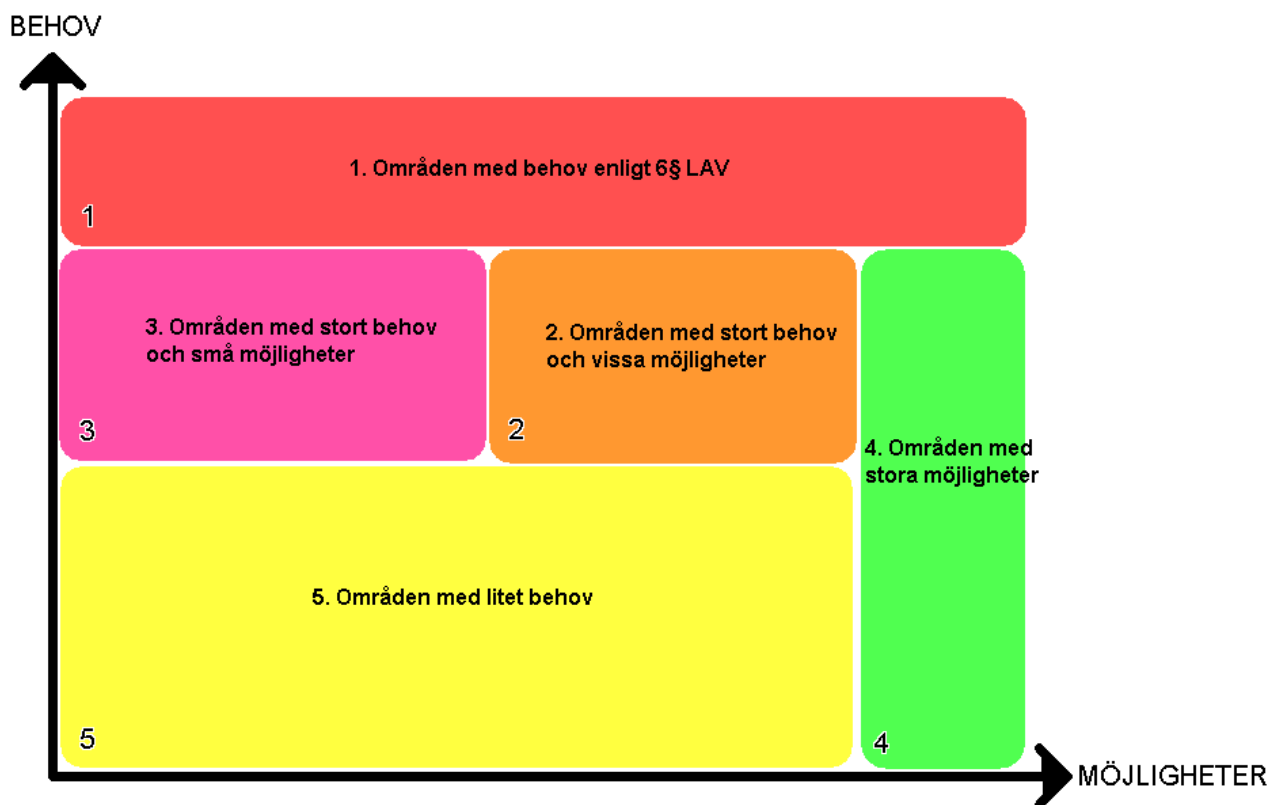 BEHOV
1. Områden med behov enligt 6§ LAV
1
3. Områden med stort behov
och små möjligheter
3
2. Områden med stort behov
och vissa möjligheter
2
4. Områden med
stora möjligheter
4
5. Områden med litet behov
5
MÖJLIGHETER